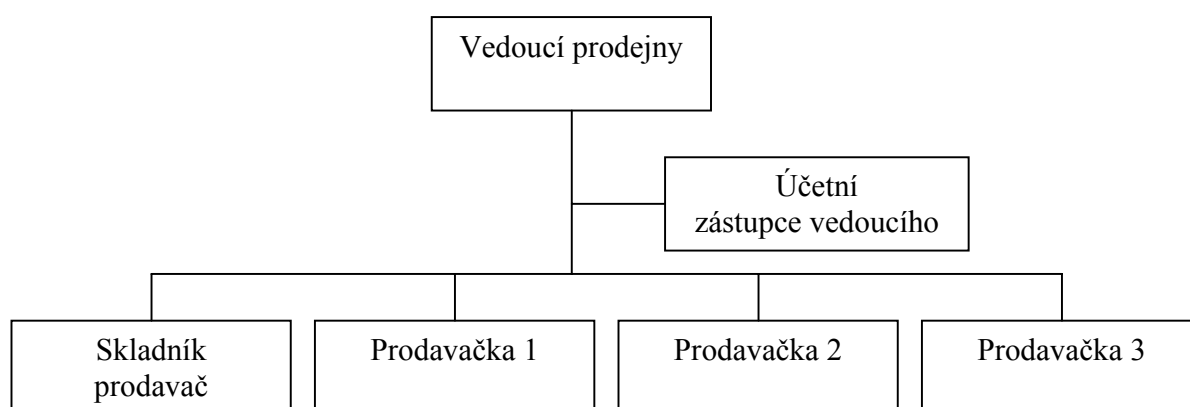 Vedoucí prodejny
Účetní
zástupce vedoucího
Skladník
prodavač
Prodavačka 1
Prodavačka 2
Prodavačka 3